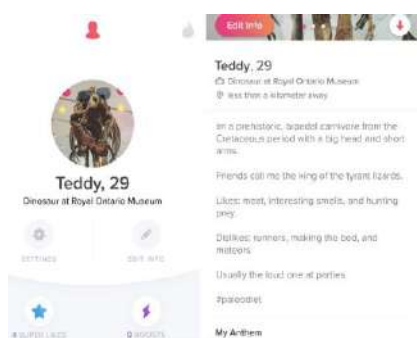 Teddy, 29
Dinosaur at Royal Ontario Museum
SETTINGS
EDIT INFO
4 SUPER LIKES
0 BOOSTS
Edit Info
Teddy, 29
Dinosaur at Royal Ontario Museum
less than a kilometer away
Im a prehistoric, bipedal carnivore from the
Cretaceous period with a big head and short
arms.
Friends call me the king of the tyrant lizards.
Likes: meat, interesting smells, and hunting
prey.
Dislikes: runners, making the bed, and
meteors.
Usually the loud one at parties.
#paleodiet
My Anthem